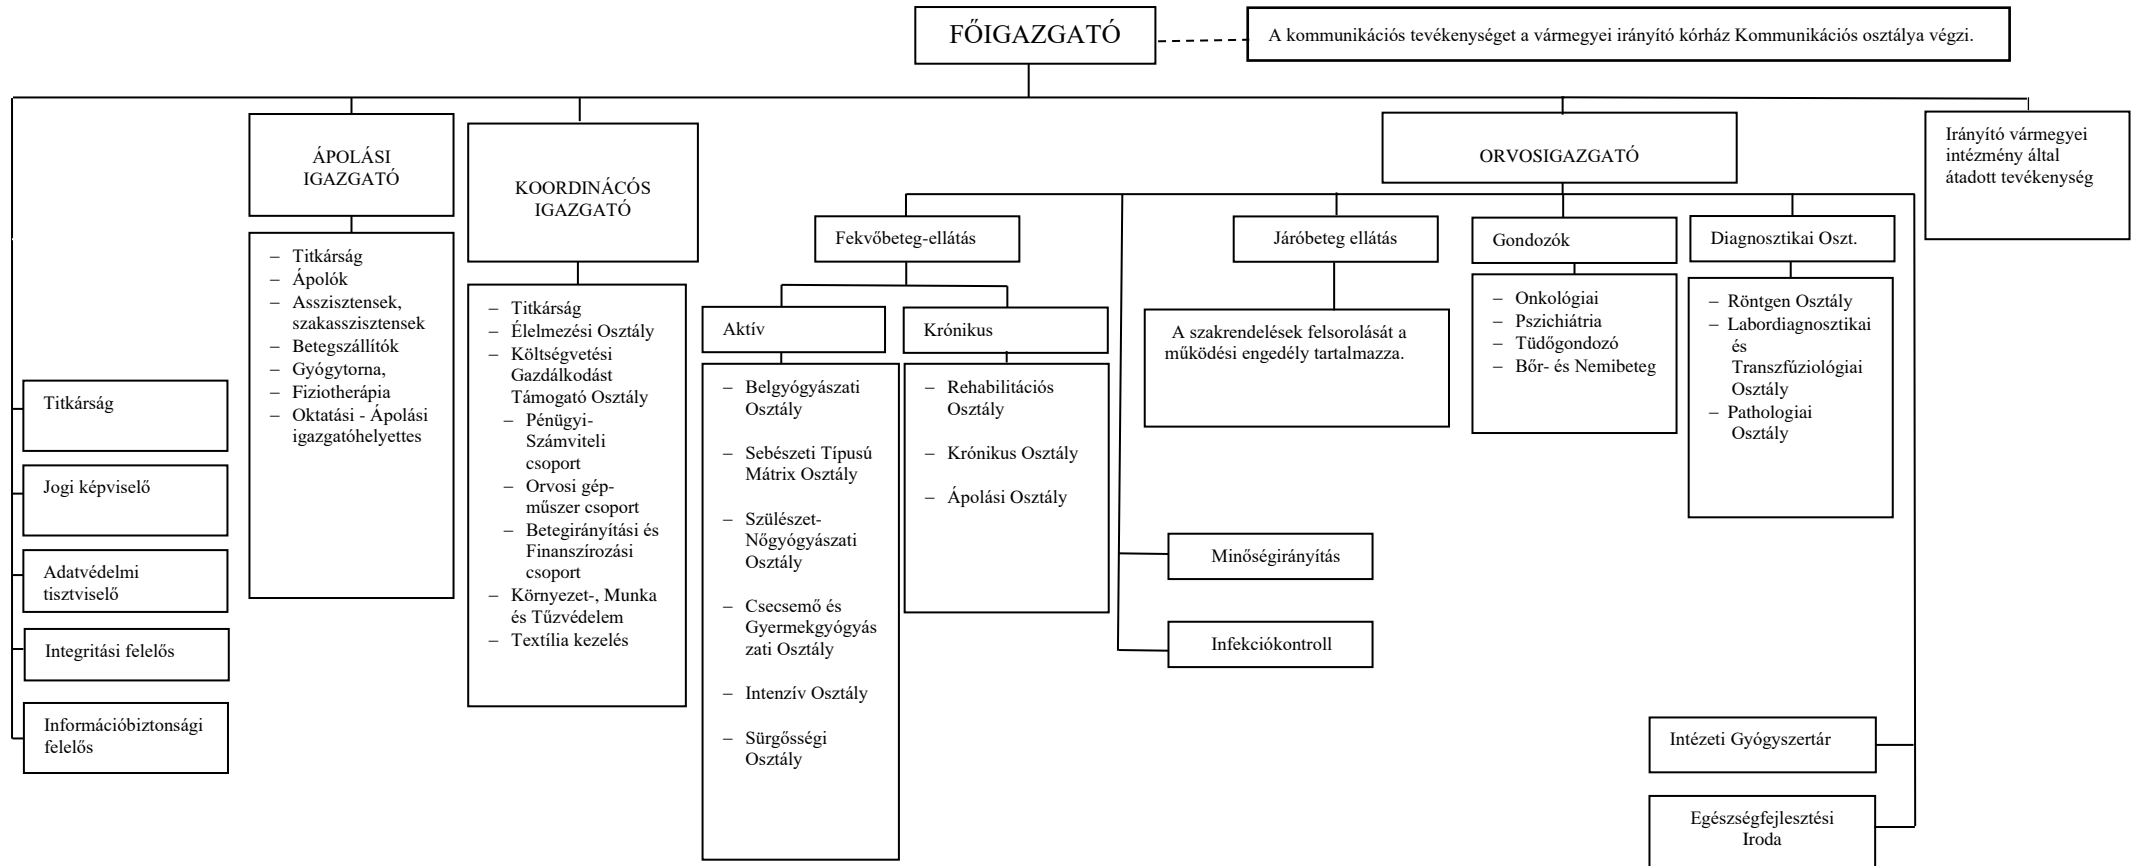 FŐIGAZGATÓ
A kommunikációs tevékenységet a vármegyei irányító kórház Kommunikációs osztálya végzi.
ÁPOLÁSI
IGAZGATÓ
KOORDINÁCÓS
IGAZGATÓ
ORVOSIGAZGATÓ
Irányító vármegyei
intézmény által
átadott tevékenység
Titkárság
Jogi képviselő
Adatvédelmi
tisztviselő
Integritási felelős
Információbiztonsági
felelős
– Titkárság
– Ápolók
– Asszisztensek,
szakasszisztensek
– Betegszállítók
– Gyógytorna,
– Fiziotherápia
– Oktatási - Ápolási
igazgatóhelyettes
– Titkárság
– Élelmezési Osztály
– Költségvetési
Gazdálkodást
Támogató Osztály
– Pénügyi-
Számviteli
csoport
– Orvosi gép-
műszer csoport
– Betegirányítási és
Finanszírozási
csoport
– Környezet-, Munka
és Tűzvédelem
– Textília kezelés
Fekvőbeteg-ellátás
Aktív
– Belgyógyászati
Osztály
– Sebészeti Típusú
Mátrix Osztály
– Szülészet-
Nőgyógyászati
Osztály
– Csecsemő és
Gyermekgyógyás
zati Osztály
– Intenzív Osztály
– Sürgősségi
Osztály
Krónikus
– Rehabilitációs
Osztály
– Krónikus Osztály
– Ápolási Osztály
Járóbeteg ellátás
A szakrendelések felsorolását a
működési engedély tartalmazza.
Gondozók
– Onkológiai
– Pszichiátria
– Tüdőgondozó
– Bőr- és Nemibeteg
Diagnosztikai Oszt.
– Röntgen Osztály
– Labordiagnosztikai
és
Transzfúziológiai
Osztály
– Pathologiai
Osztály
Minőségirányítás
Infekciókontroll
Intézeti Gyógyszertár
Egészségfejlesztési
Iroda